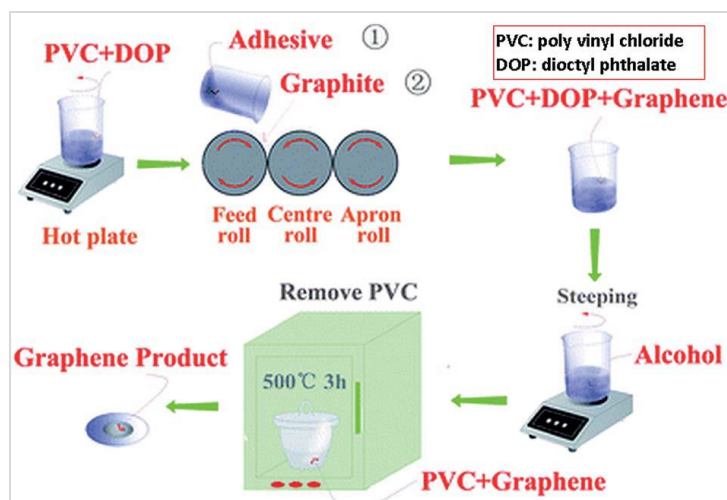 PVC+DOP
Adhesive ①
Graphite ②
PVC: poly vinyl chloride
DOP: dioctyl phthalate
PVC+DOP+Graphene
Hot plate
Feed roll
Centre roll
Apron roll
Steeping
Alcohol
Remove PVC
500℃ 3h
PVC+Graphene
Graphene Product